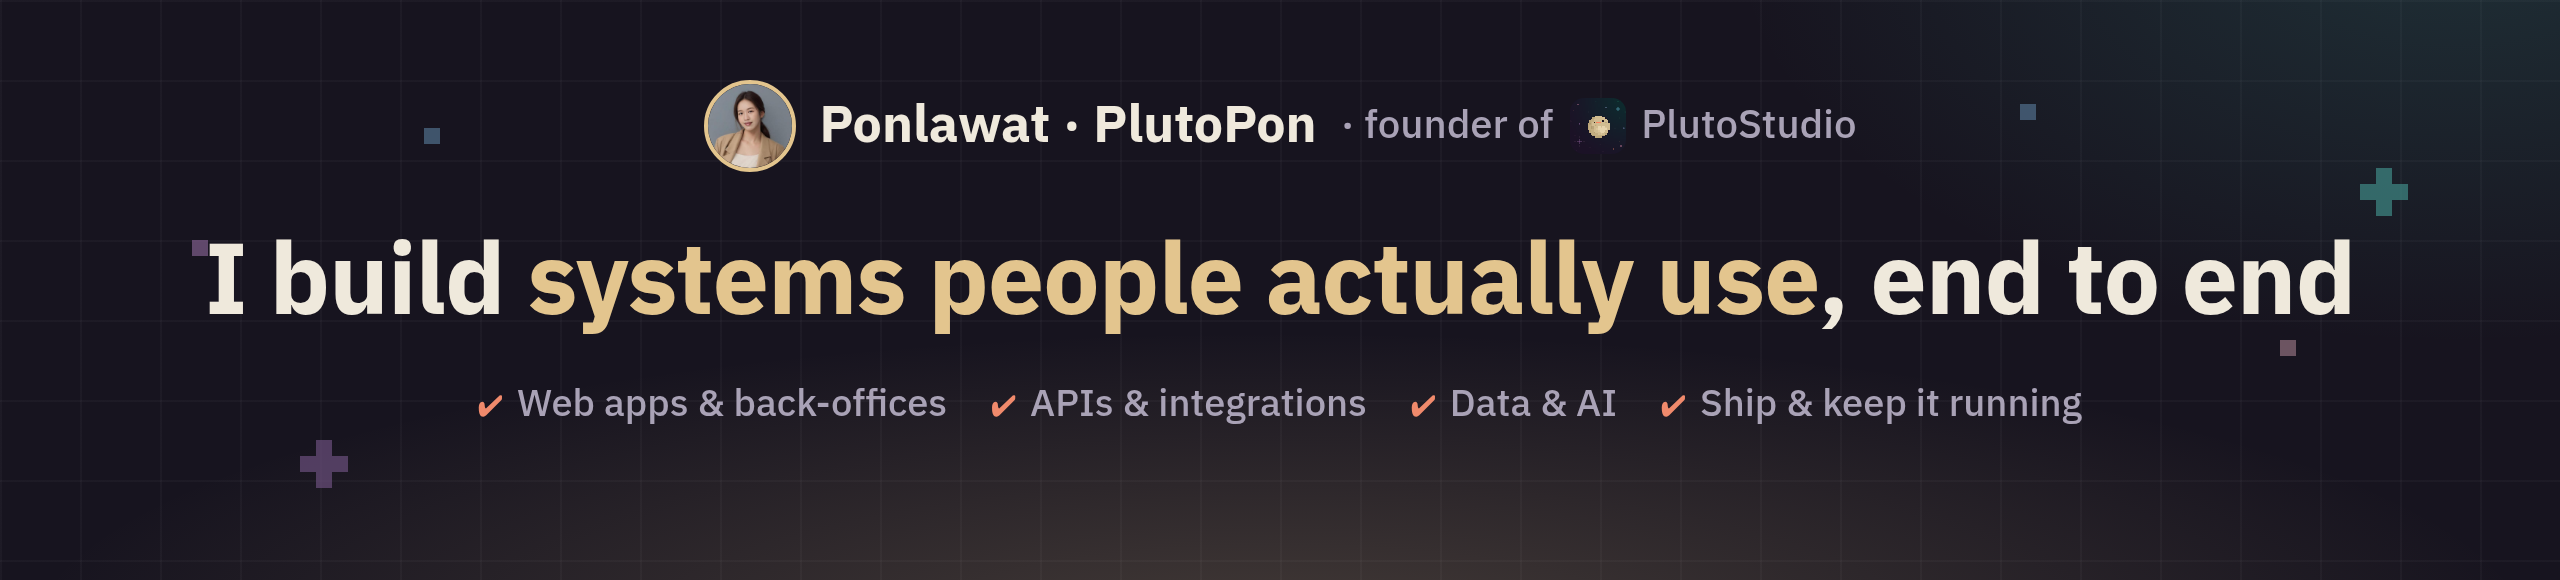 Ponlawat · PlutoPon · founder of PlutoStudio
I build systems people actually use, end to end
✔ Web apps & back-offices ✔ APIs & integrations ✔ Data & AI ✔ Ship & keep it running